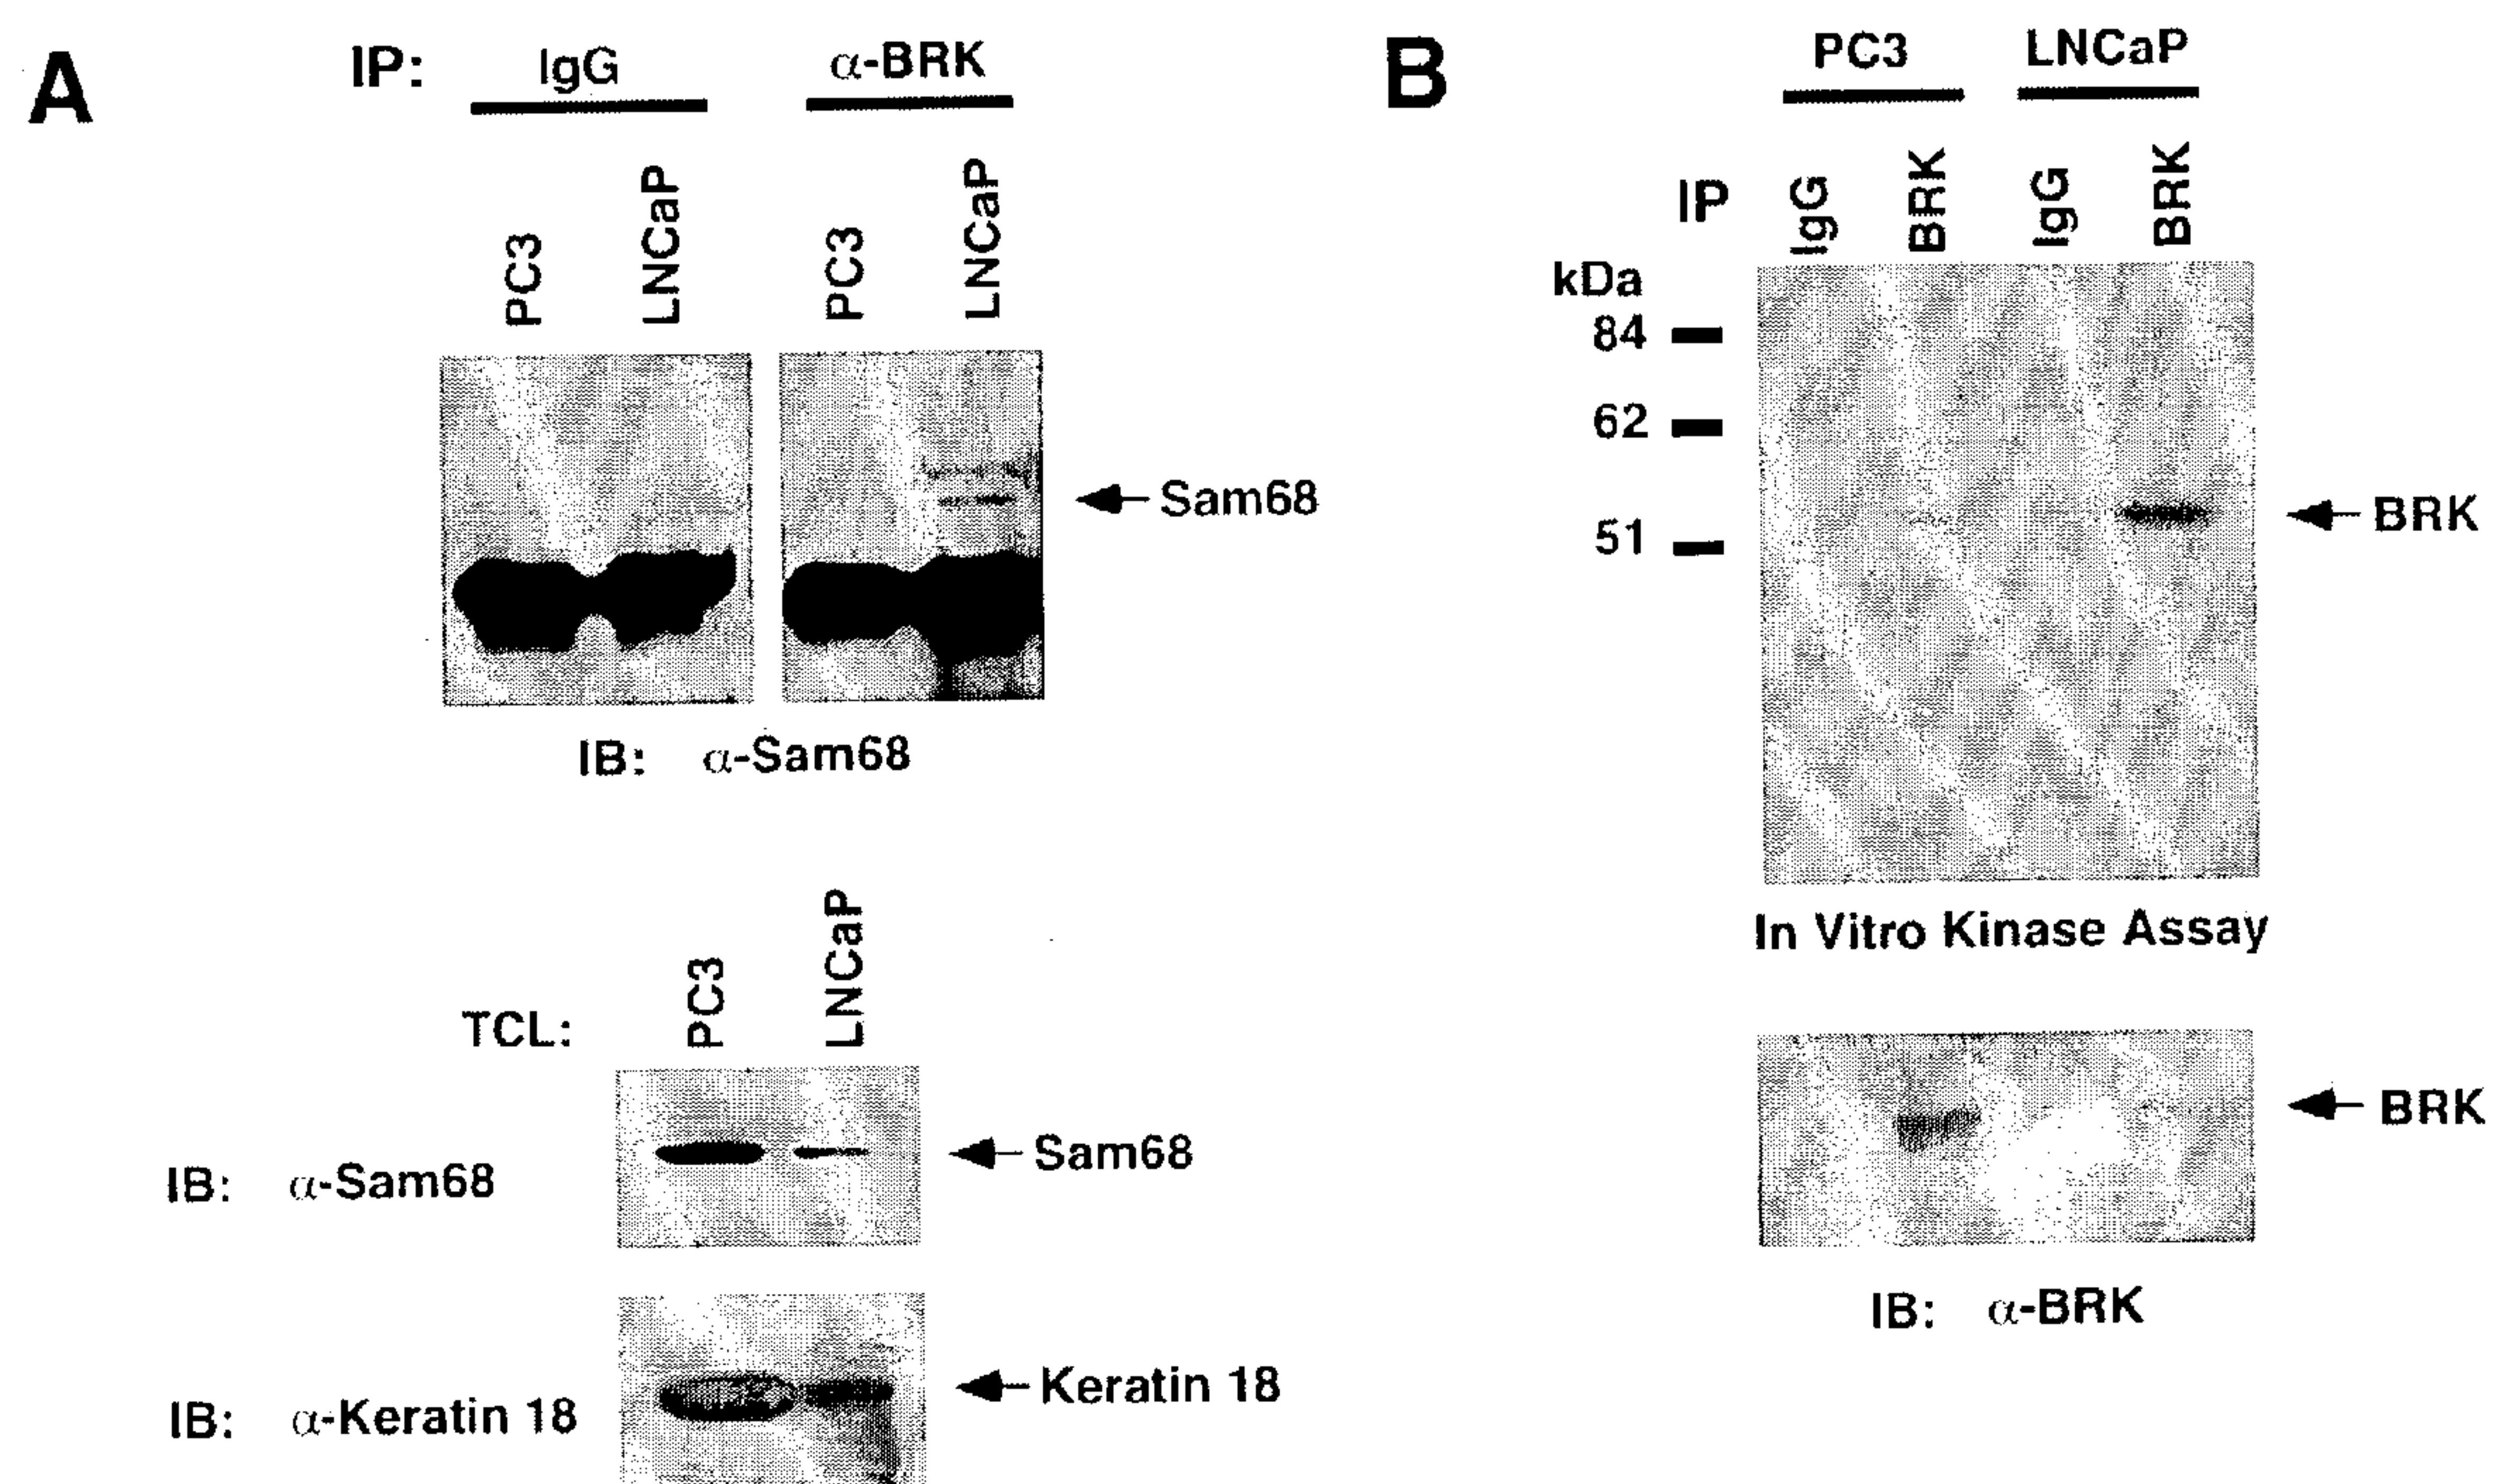 A
IP: IgG α-BRK
PC3 LNCaP PC3 LNCaP
Sam68
IB: α-Sam68
TCL: PC3 LNCaP
IB: α-Sam68 Sam68
IB: α-Keratin 18 Keratin 18
B
PC3 LNCaP
IP IgG BRK IgG BRK
kDa
84
62
51
BRK
In Vitro Kinase Assay
BRK
IB: α-BRK